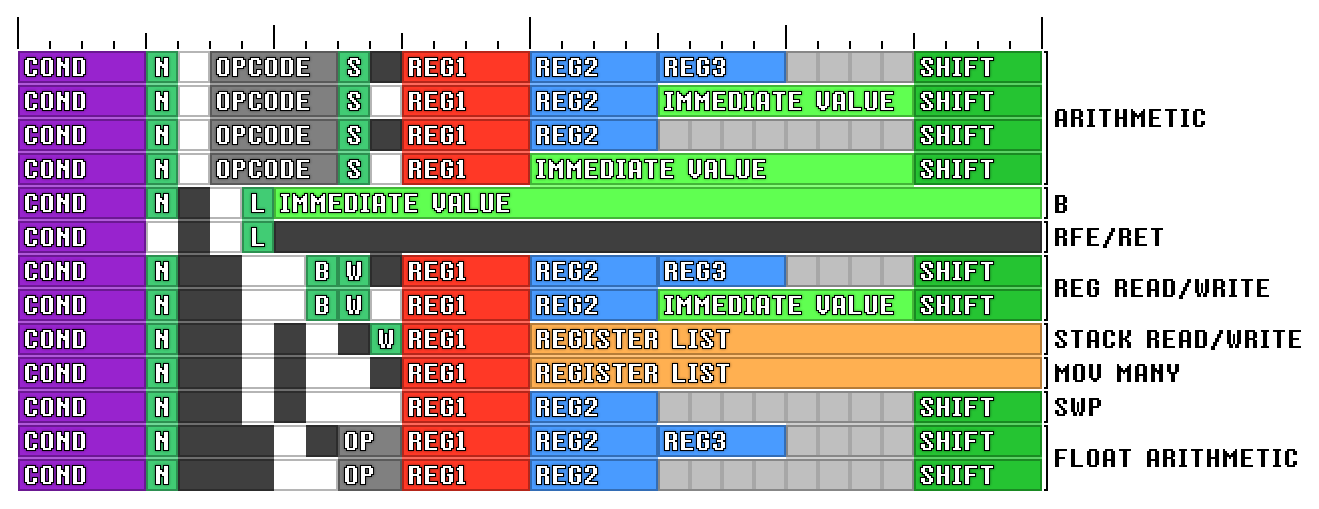 COND N OPCODE S REG1 REG2 REG3 SHIFT
COND N OPCODE S REG1 REG2 IMMEDIATE VALUE SHIFT
ARITHMETIC
COND N OPCODE S REG1 REG2 SHIFT
COND N OPCODE S REG1 IMMEDIATE VALUE SHIFT
COND N L IMMEDIATE VALUE B
COND L RFE/RET
COND N B W REG1 REG2 REG3 SHIFT
REG READ/WRITE
COND N B W REG1 REG2 IMMEDIATE VALUE SHIFT
COND N W REG1 REGISTER LIST STACK READ/WRITE
COND N REG1 REGISTER LIST MOV MANY
COND N REG1 REG2 SHIFT SWP
COND N OP REG1 REG2 REG3 SHIFT
FLOAT ARITHMETIC
COND N OP REG1 REG2 SHIFT